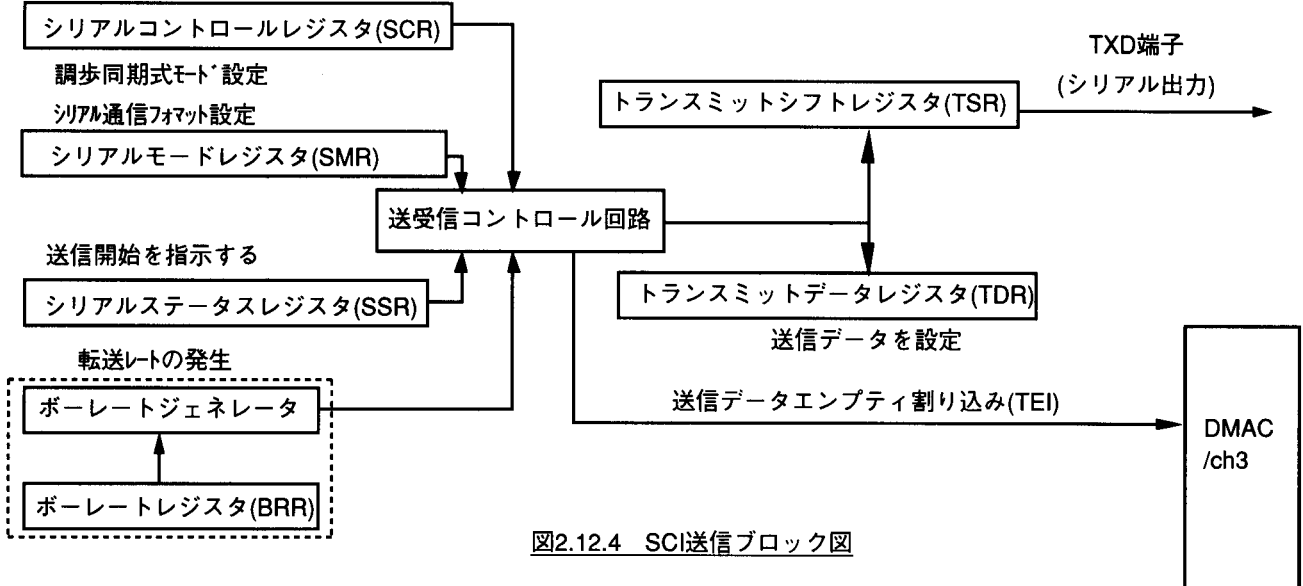 シリアルコントロールレジスタ(SCR)
調歩同期式モード設定
シリアル通信フォマット設定
シリアルモードレジスタ(SMR)
送受信コントロール回路
送信開始を指示する
シリアルステータスレジスタ(SSR)
転送レートの発生
ボーレートジェネレータ
ボーレートレジスタ(BRR)
トランスミットシフトレジスタ(TSR)
TXD端子
(シリアル出力)
トランスミットデータレジスタ(TDR)
送信データを設定
送信データエンプティ割り込み(TEI)
DMAC
/ch3
図2.12.4 SCI送信ブロック図